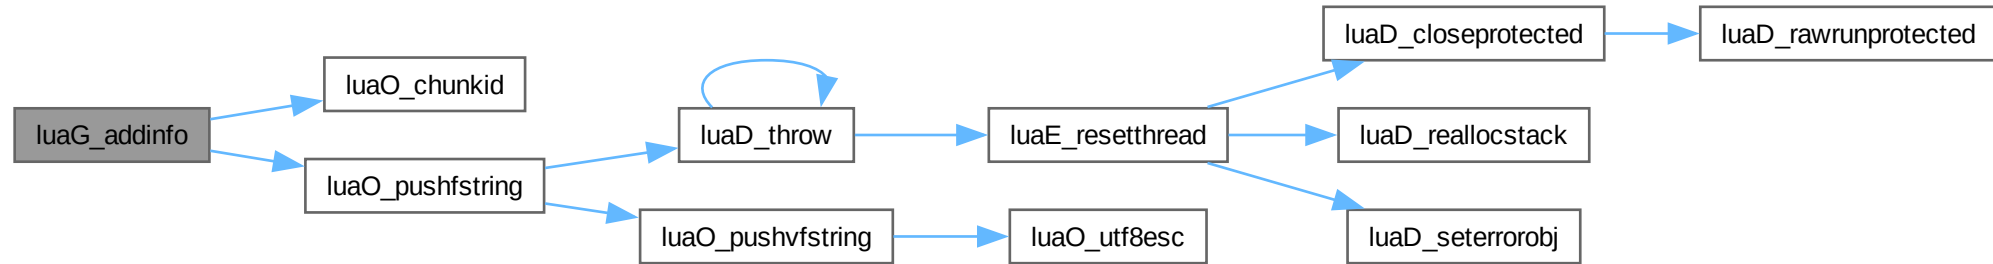 luaG_addinfo
luaO_chunkid
luaO_pushfstring
luaD_throw
luaE_resetthread
luaD_closeprotected
luaD_rawrunprotected
luaD_reallocstack
luaD_seterrorobj
luaO_pushvfstring
luaO_utf8esc